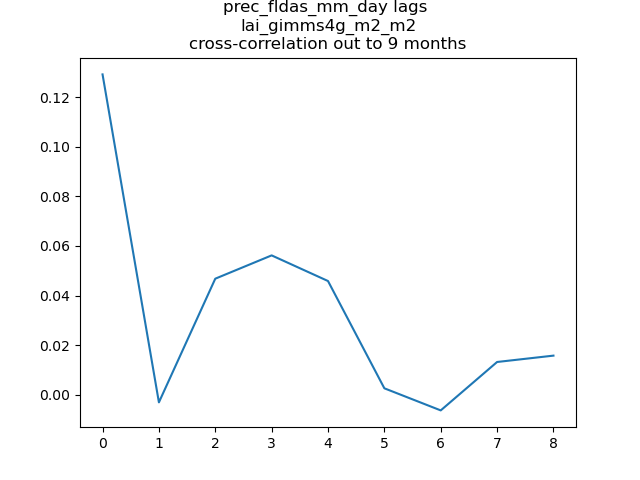 prec_fldas_mm_day lags
lai_gimms4g_m2_m2
cross-correlation out to 9 months
0.12
0.10
0.08
0.06
0.04
0.02
0.00
0 1 2 3 4 5 6 7 8